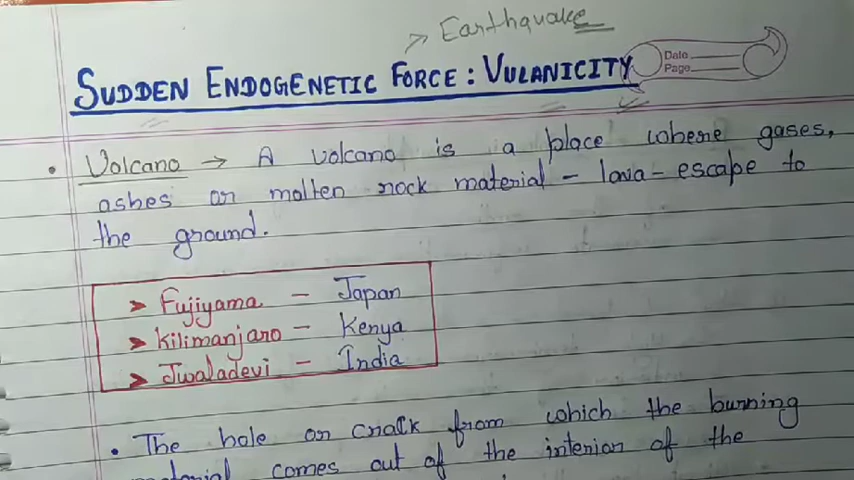 Earthquake
SUDDEN ENDOGENETIC FORCE : VULANICITY
Date
Page
• Volcano → A volcano is a place where gases,
ashes or molten rock material - lava - escape to
the ground.
➤ Fujiyama - Japan
➤ Kilimanjaro - Kenya
➤ Jwaladevi - India
• The hole or crack from which the burning
material comes out of the interior of the